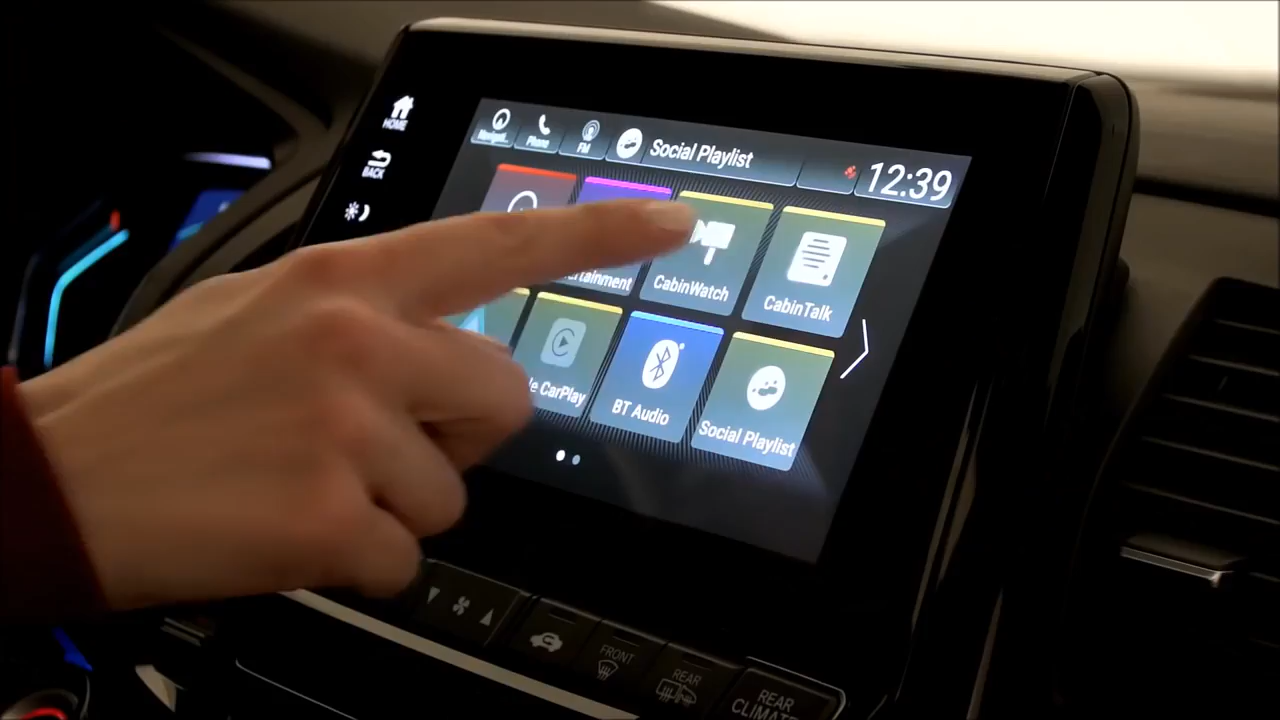 HOME
BACK
Navigat..
Phone
FM
Social Playlist
12:39
CabinWatch
CabinTalk
CarPlay
BT Audio
Social Playlist
FRONT
REAR
REAR
CLIMATE